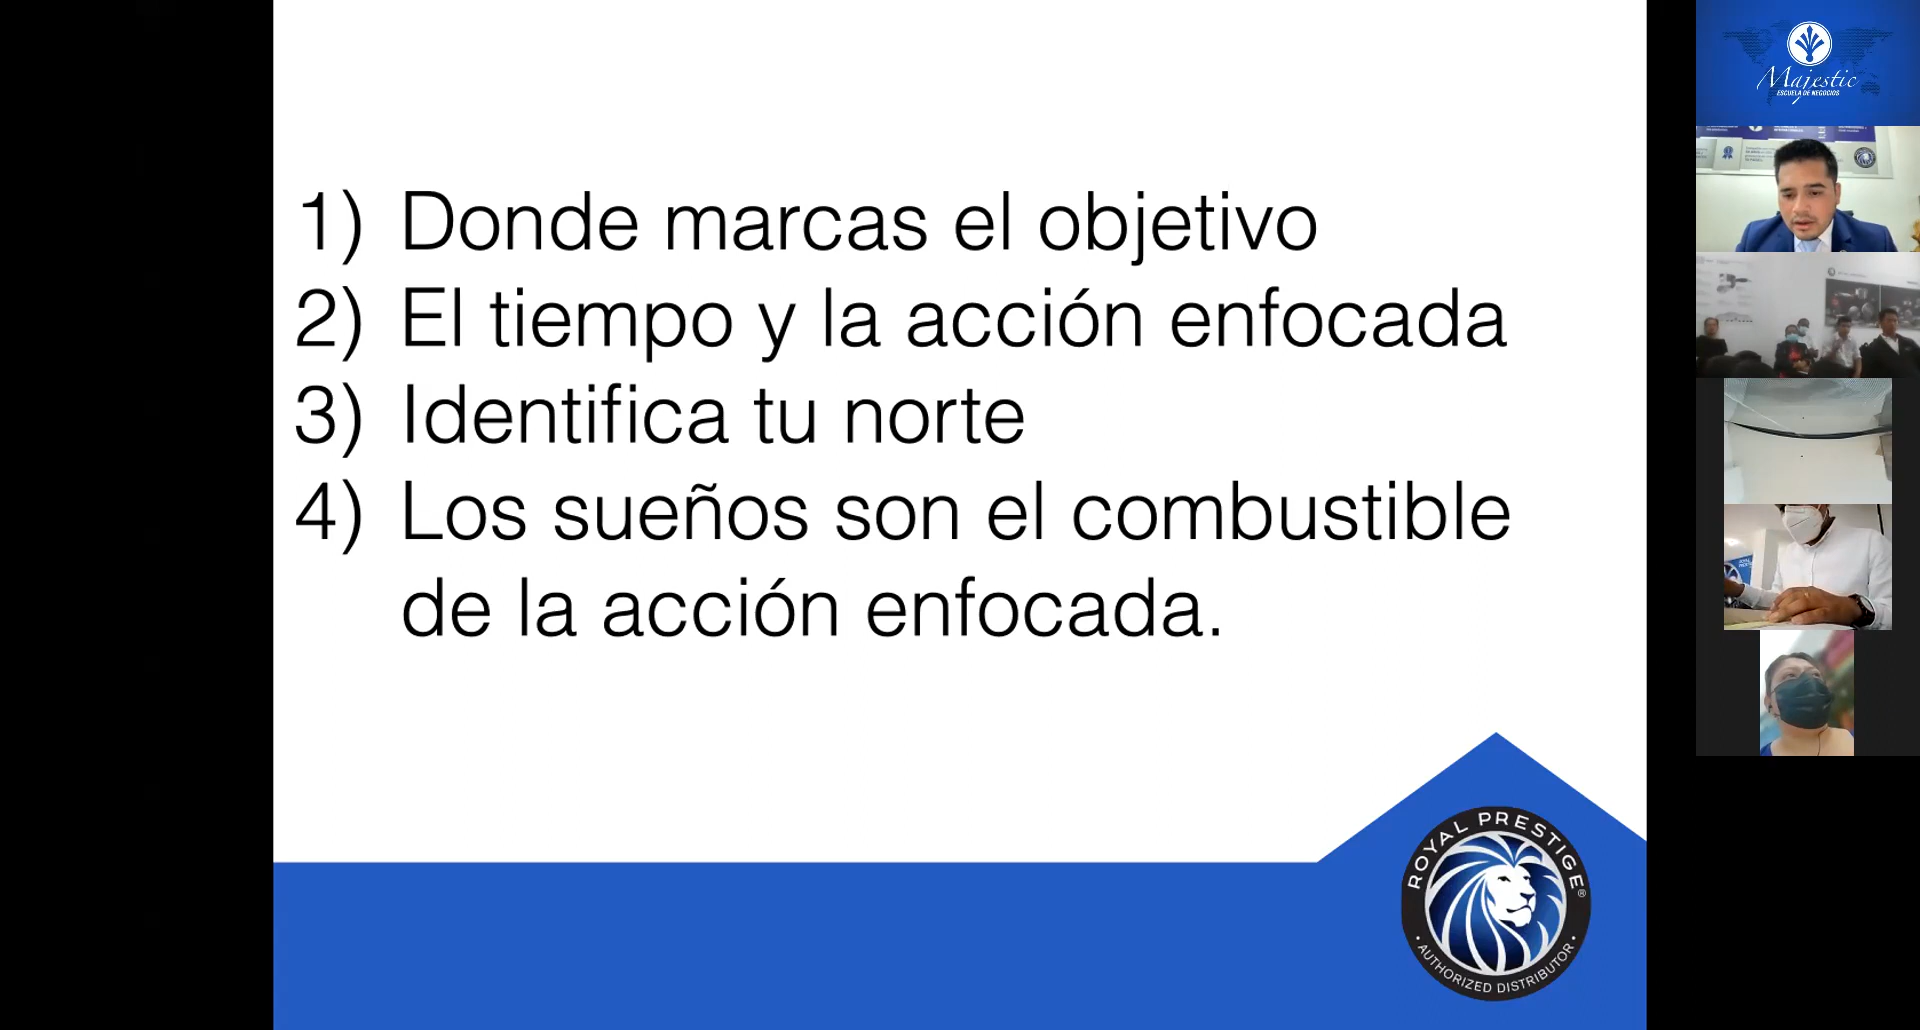 1) Donde marcas el objetivo
2) El tiempo y la acción enfocada
3) Identifica tu norte
4) Los sueños son el combustible
de la acción enfocada.
ROYAL PRESTIGE®
• AUTHORIZED DISTRIBUTOR •
Majestic
ESCUELA DE NEGOCIOS